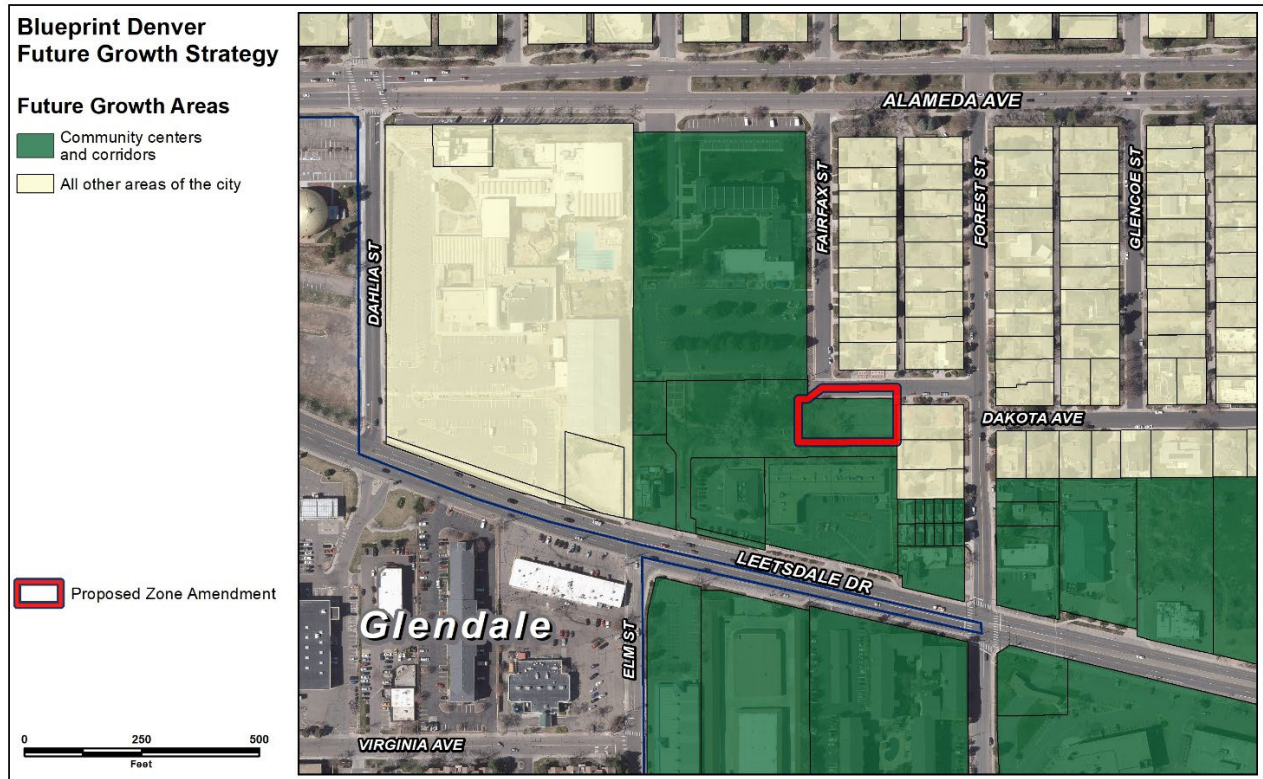 Blueprint Denver
Future Growth Strategy
Future Growth Areas
Community centers
and corridors
All other areas of the city
Proposed Zone Amendment
0 250 500
Feet
ALAMEDA AVE
DAHLIA ST
FAIRFAX ST
FOREST ST
GLENCOE ST
DAKOTA AVE
LEETSDALE DR
Glendale
ELM ST
VIRGINIA AVE